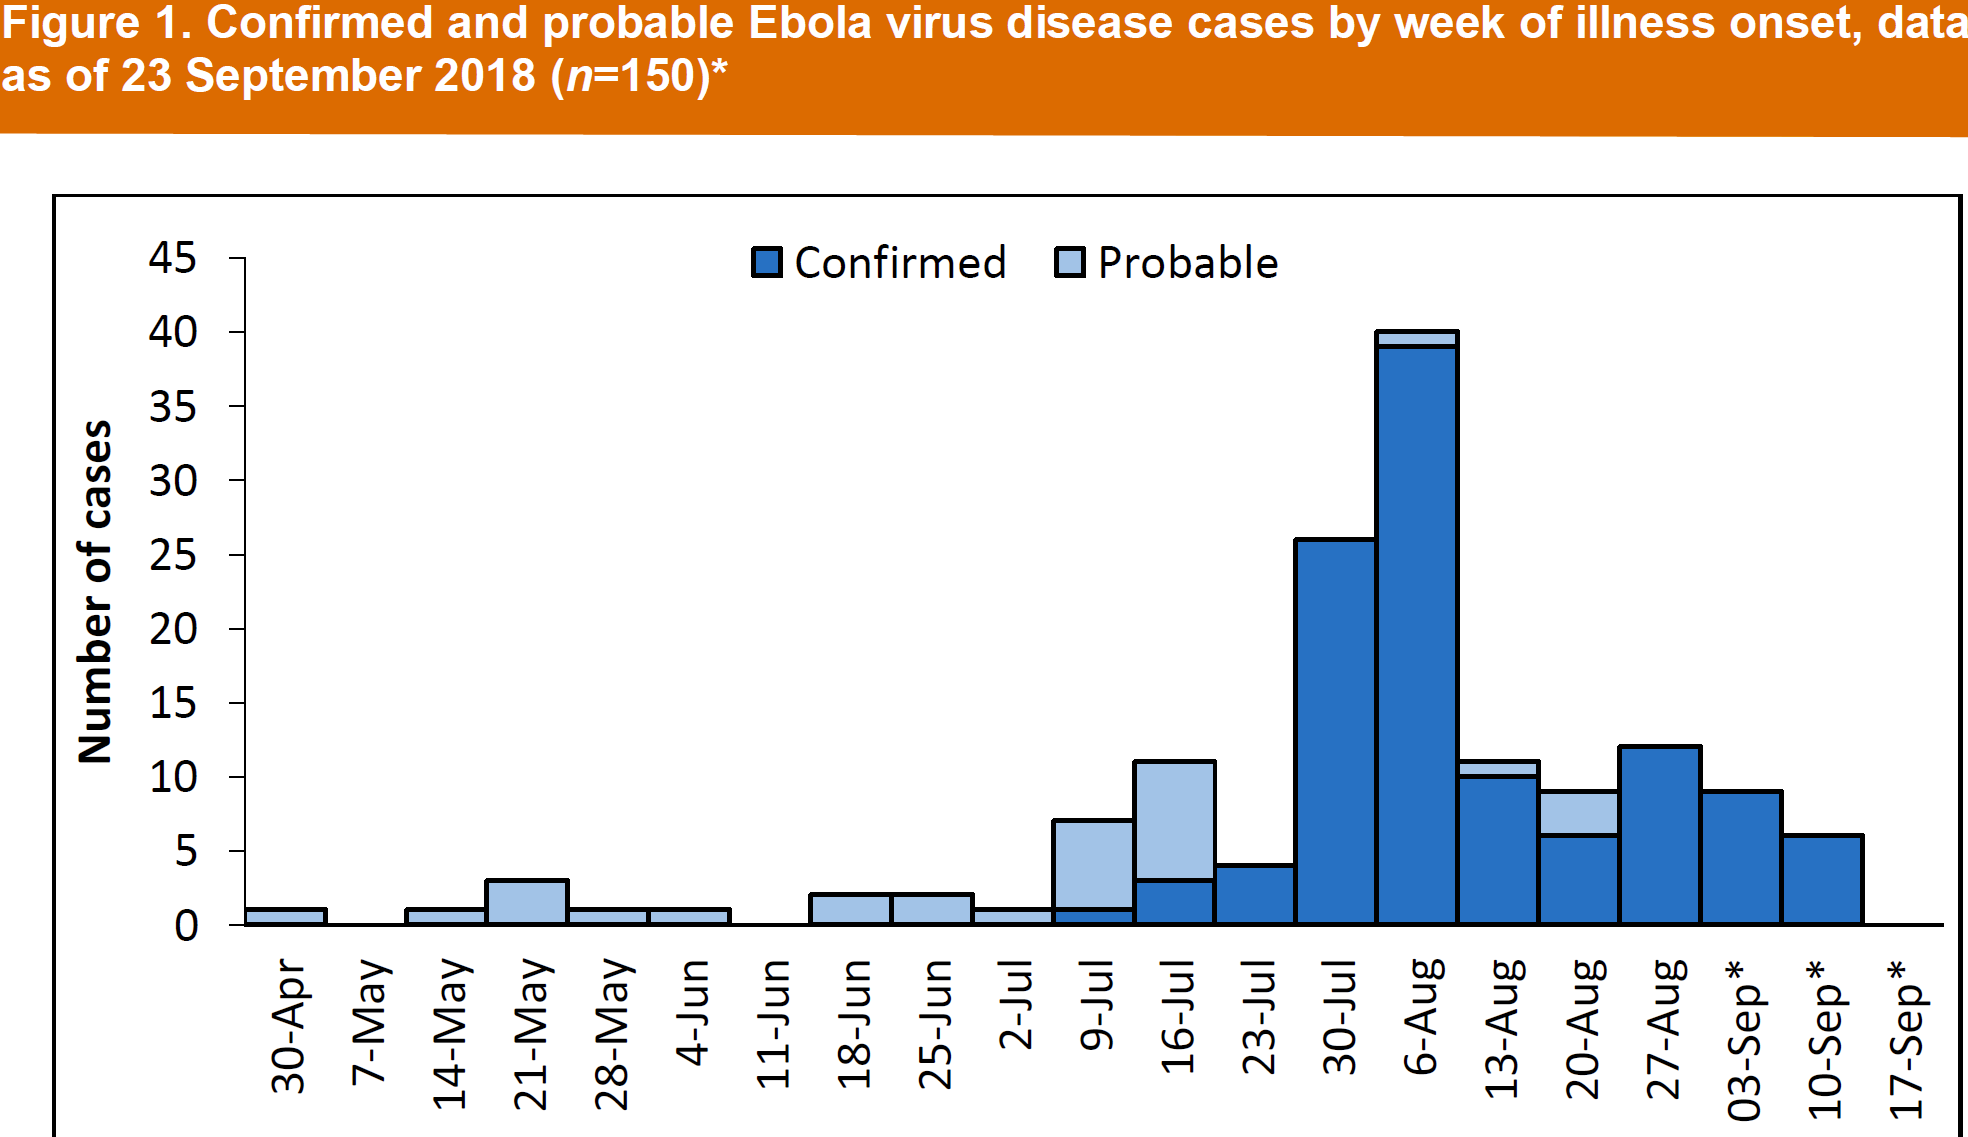 Figure 1. Confirmed and probable Ebola virus disease cases by week of illness onset, data
as of 23 September 2018 (n=150)*
Confirmed
Probable
45
40
35
30
25
20
15
10
5
0
Number of cases
30-Apr
7-May
14-May
21-May
28-May
4-Jun
11-Jun
18-Jun
25-Jun
2-Jul
9-Jul
16-Jul
23-Jul
30-Jul
6-Aug
13-Aug
20-Aug
27-Aug
03-Sep*
10-Sep*
17-Sep*